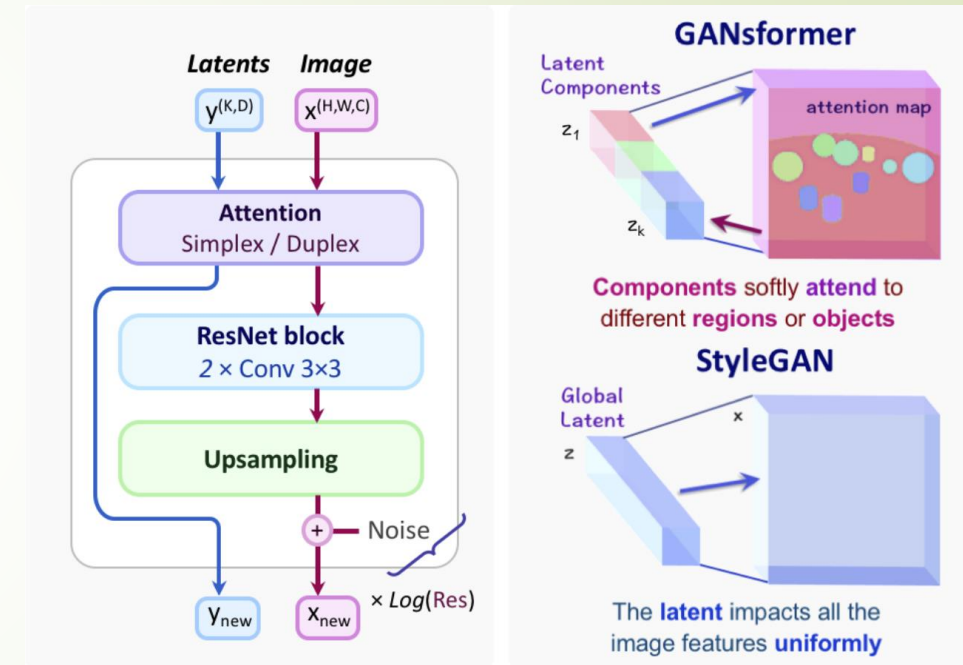 Latents Image
y(K,D) x(H,W,C)
Attention
Simplex / Duplex
ResNet block
2 × Conv 3×3
Upsampling
+ Noise
× Log(Res)
ynew xnew
GANsformer
Latent
Components
attention map
z1
zk
Components softly attend to
different regions or objects
StyleGAN
Global
Latent
x
z
The latent impacts all the
image features uniformly